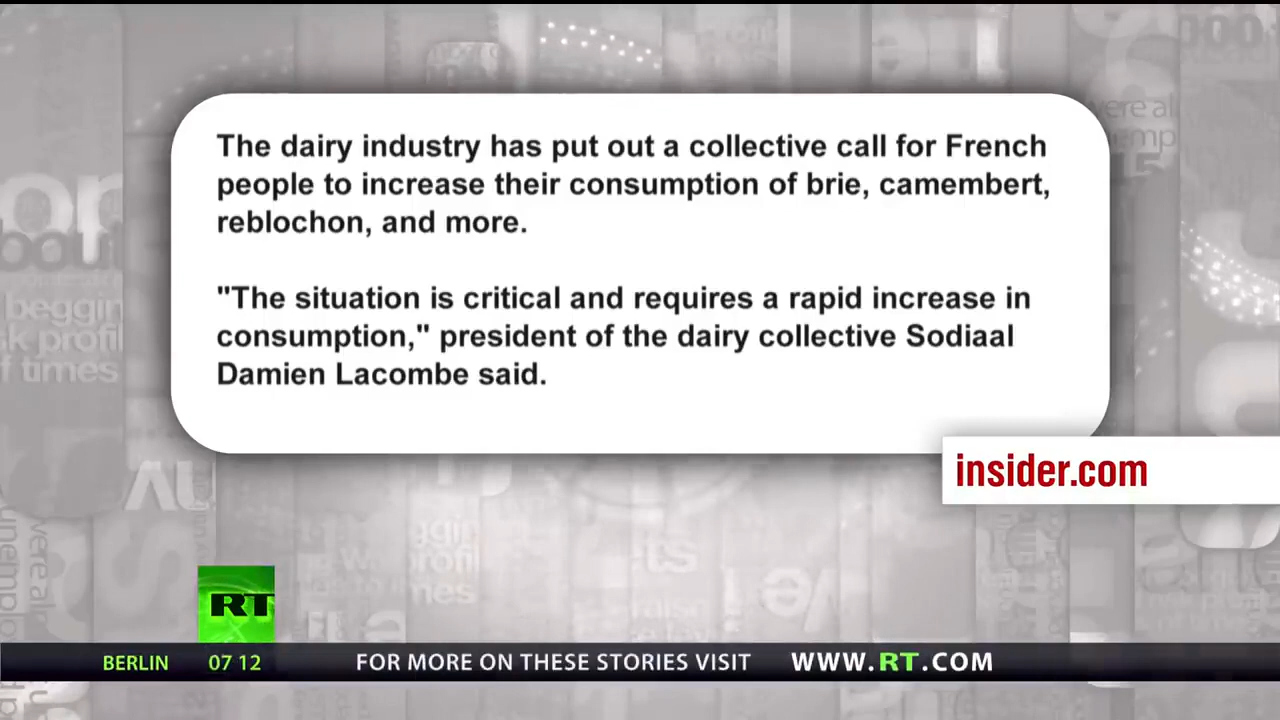 The dairy industry has put out a collective call for French
people to increase their consumption of brie, camembert,
reblochon, and more.
"The situation is critical and requires a rapid increase in
consumption," president of the dairy collective Sodiaal
Damien Lacombe said.
insider.com
RT
BERLIN 07 12 FOR MORE ON THESE STORIES VISIT WWW.RT.COM